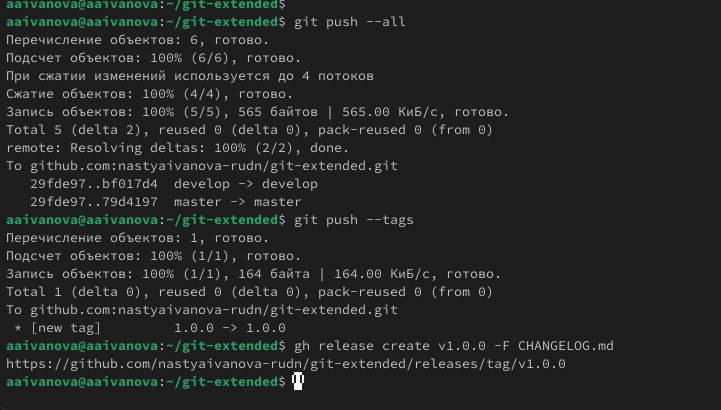 aaivanova@aaivanova:~/git-extended$
aaivanova@aaivanova:~/git-extended$ git push --all
Перечисление объектов: 6, готово.
Подсчет объектов: 100% (6/6), готово.
При сжатии изменений используется до 4 потоков
Сжатие объектов: 100% (4/4), готово.
Запись объектов: 100% (5/5), 565 байтов | 565.00 КиБ/с, готово.
Total 5 (delta 2), reused 0 (delta 0), pack-reused 0 (from 0)
remote: Resolving deltas: 100% (2/2), done.
To github.com:nastyaivanova-rudn/git-extended.git
   29fde97..bf017d4  develop -> develop
   29fde97..79d4197  master -> master
aaivanova@aaivanova:~/git-extended$ git push --tags
Перечисление объектов: 1, готово.
Подсчет объектов: 100% (1/1), готово.
Запись объектов: 100% (1/1), 164 байта | 164.00 КиБ/с, готово.
Total 1 (delta 0), reused 0 (delta 0), pack-reused 0 (from 0)
To github.com:nastyaivanova-rudn/git-extended.git
 * [new tag]         1.0.0 -> 1.0.0
aaivanova@aaivanova:~/git-extended$ gh release create v1.0.0 -F CHANGELOG.md
https://github.com/nastyaivanova-rudn/git-extended/releases/tag/v1.0.0
aaivanova@aaivanova:~/git-extended$